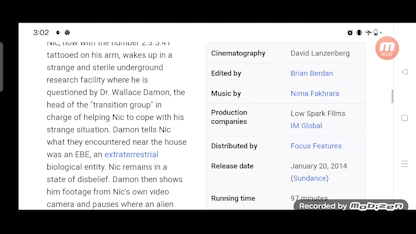 3:02
Nic, now with the number 2.3.5.41
tattooed on his arm, wakes up in a
strange and sterile underground
research facility where he is
questioned by Dr. Wallace Damon, the
head of the "transition group" in
charge of helping Nic to cope with his
strange situation. Damon tells Nic
what they encountered near the house
was an EBE, an extraterrestrial
biological entity. Nic remains in a
state of disbelief. Damon then shows
him footage from Nic's own video
camera and pauses where an alien
Cinematography David Lanzenberg
Edited by Brian Berdan
Music by Nima Fakhrara
Production companies Low Spark Films
IM Global
Distributed by Focus Features
Release date January 20, 2014
(Sundance)
Running time 97 minutes
Recorded by Mobizen